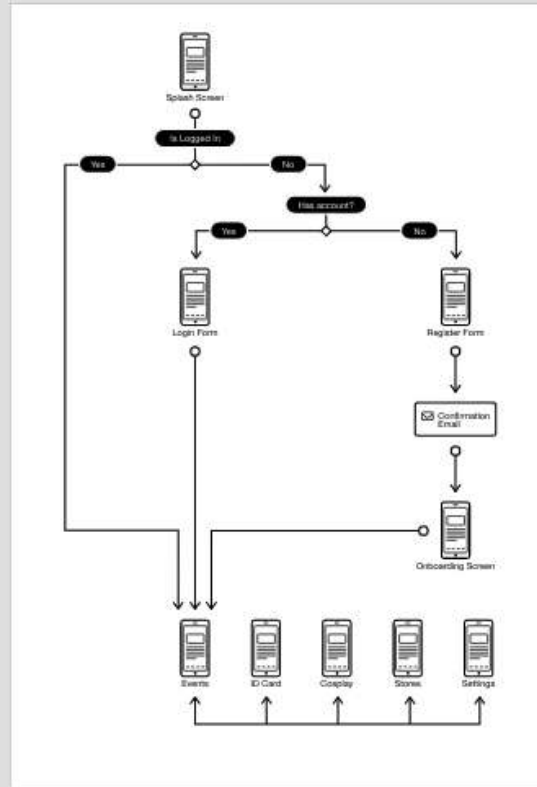 Splash Screen
Is Logged In
Yes
No
Has account?
Yes
No
Login Form
Register Form
Confirmation
Email
Onboarding Screen
Events
ID Card
Cosplay
Stores
Settings